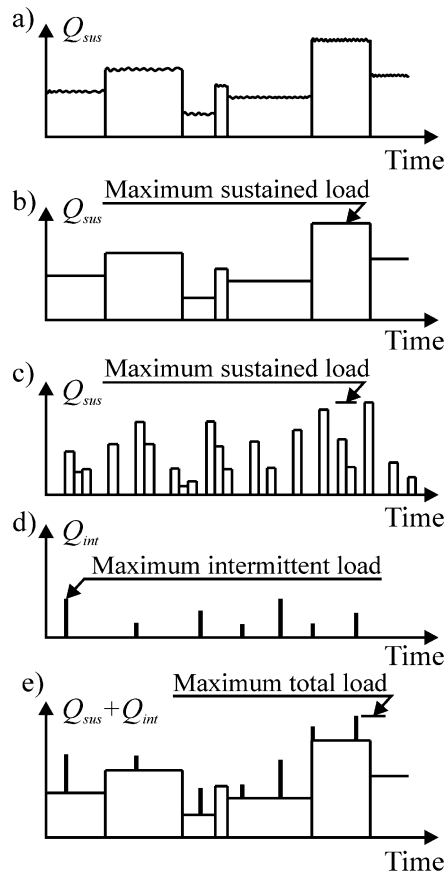 a) Qsus
Time
Maximum sustained load
b) Qsus
Time
Maximum sustained load
c) Qsus
Time
d) Qint
Maximum intermittent load
Time
e) Maximum total load
Qsus+Qint
Time